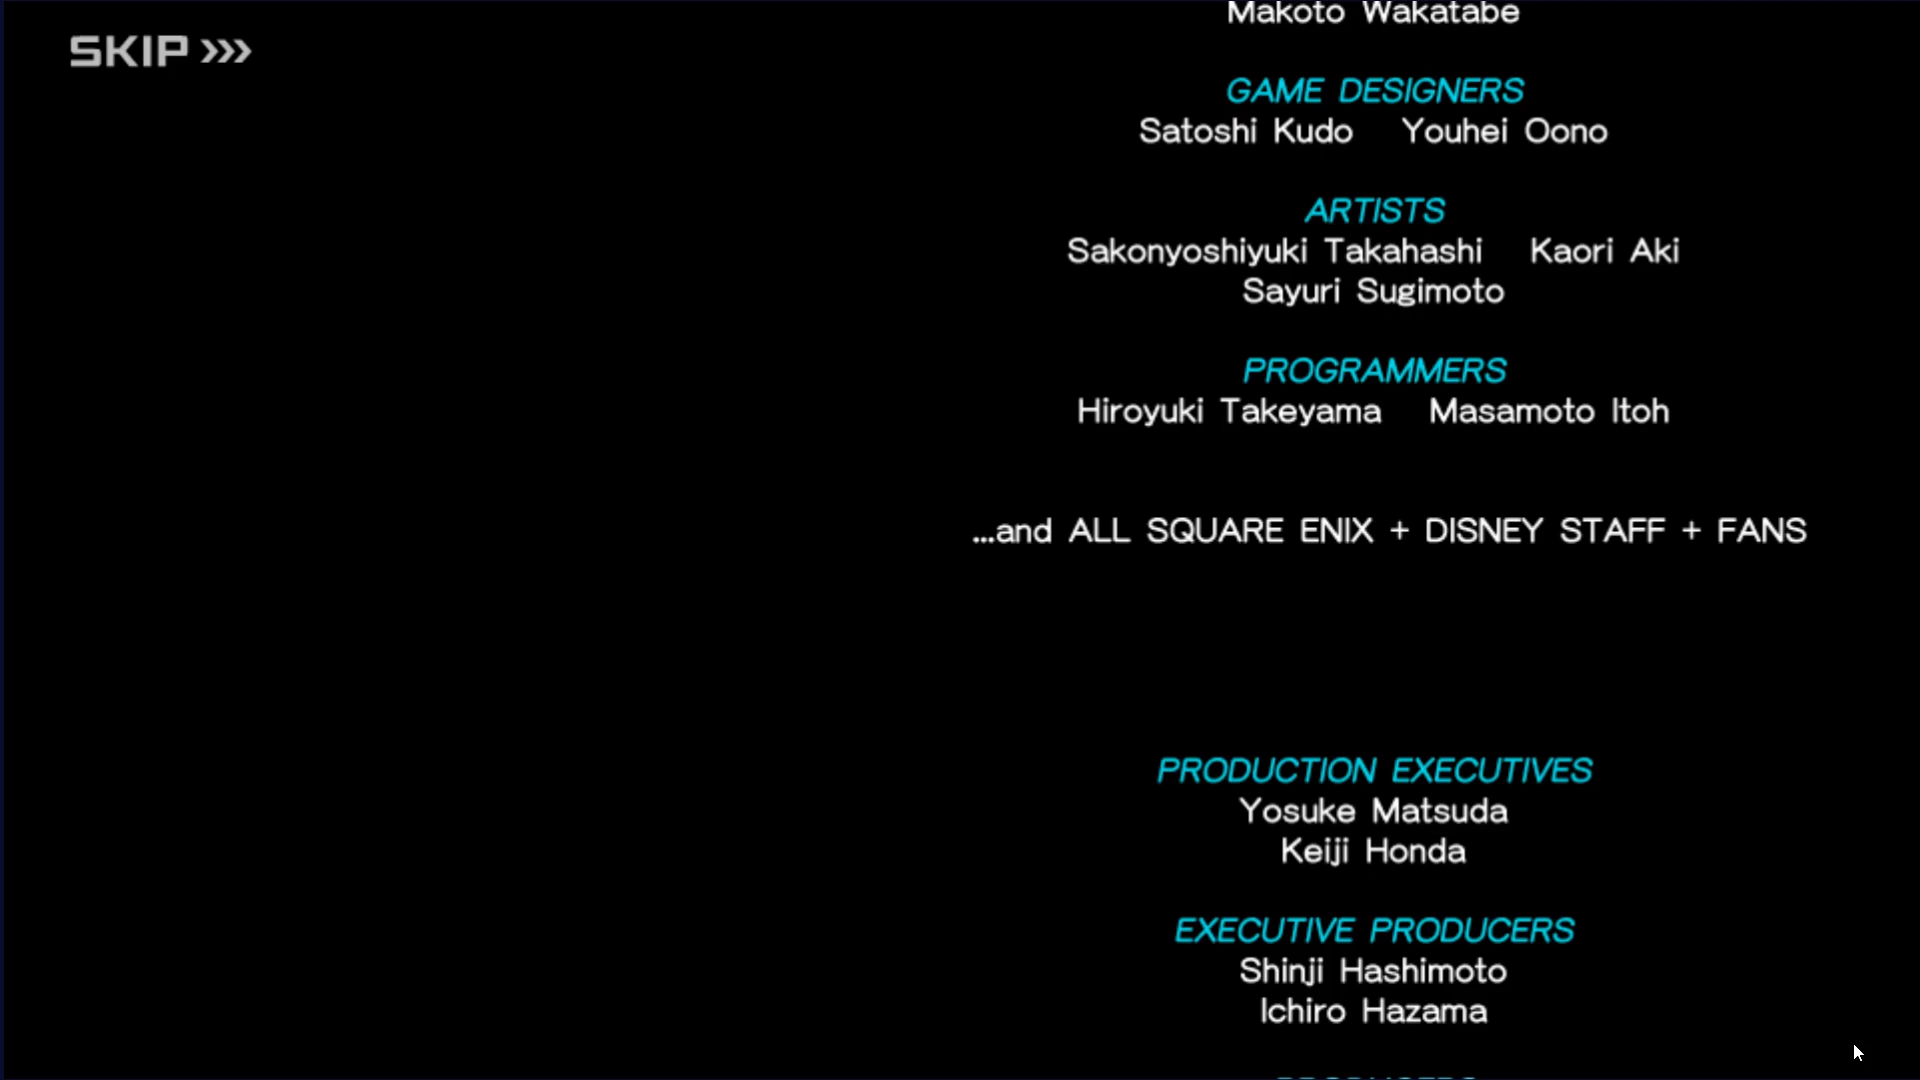 SKIP >>>
Makoto Wakatabe
GAME DESIGNERS
Satoshi Kudo Youhei Oono
ARTISTS
Sakonyoshiyuki Takahashi Kaori Aki
Sayuri Sugimoto
PROGRAMMERS
Hiroyuki Takeyama Masamoto Itoh
...and ALL SQUARE ENIX + DISNEY STAFF + FANS
PRODUCTION EXECUTIVES
Yosuke Matsuda
Keiji Honda
EXECUTIVE PRODUCERS
Shinji Hashimoto
Ichiro Hazama